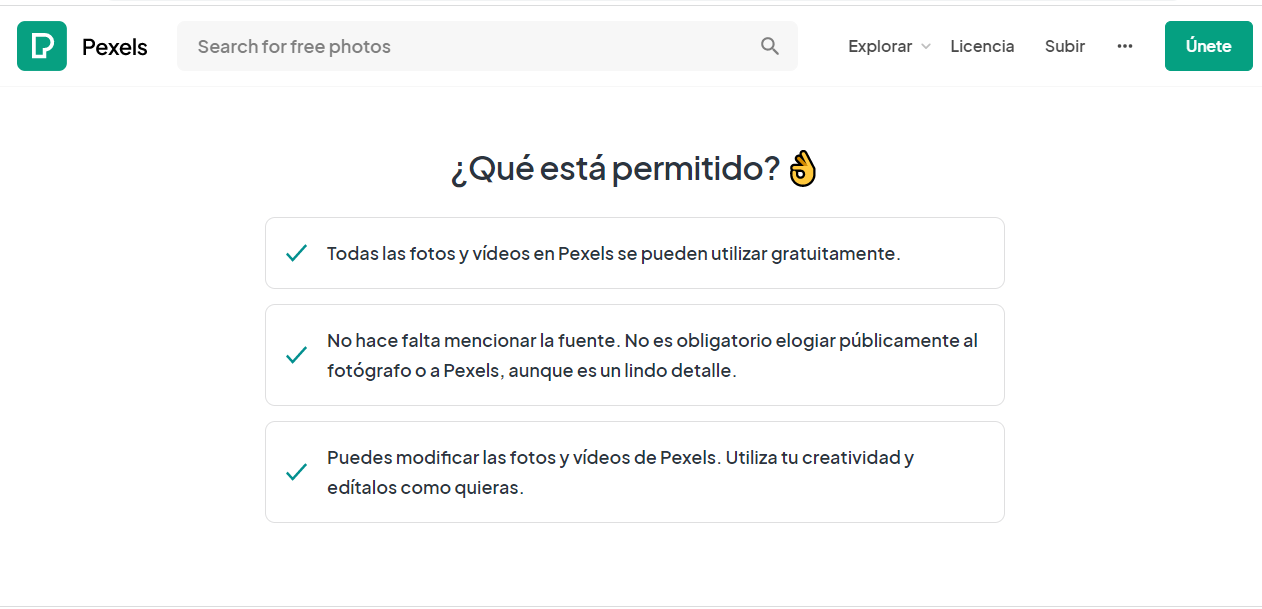 Pexels
Search for free photos
Explorar
Licencia
Subir
Únete
¿Qué está permitido? 👌
Todas las fotos y vídeos en Pexels se pueden utilizar gratuitamente.
No hace falta mencionar la fuente. No es obligatorio elogiar públicamente al
fotógrafo o a Pexels, aunque es un lindo detalle.
Puedes modificar las fotos y vídeos de Pexels. Utiliza tu creatividad y
edítalos como quieras.